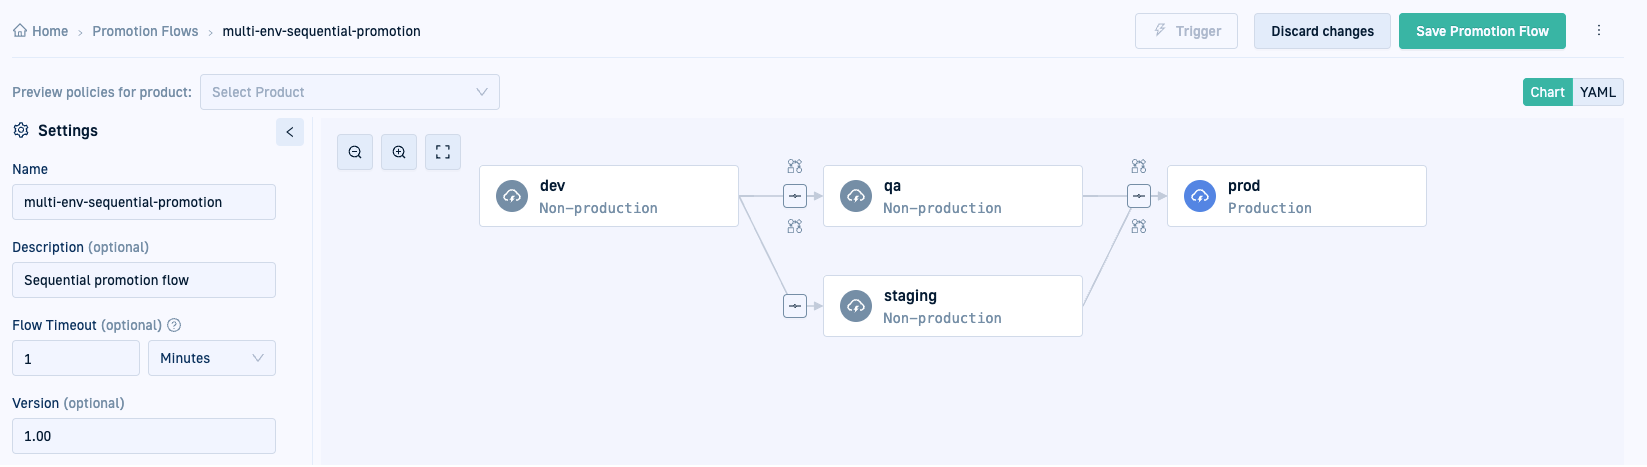 Home › Promotion Flows › multi-env-sequential-promotion
Trigger
Discard changes
Save Promotion Flow
Preview policies for product:
Select Product
Chart
YAML
Settings
Name
multi-env-sequential-promotion
Description (optional)
Sequential promotion flow
Flow Timeout (optional)
1
Minutes
Version (optional)
1.00
dev
Non-production
qa
Non-production
prod
Production
staging
Non-production